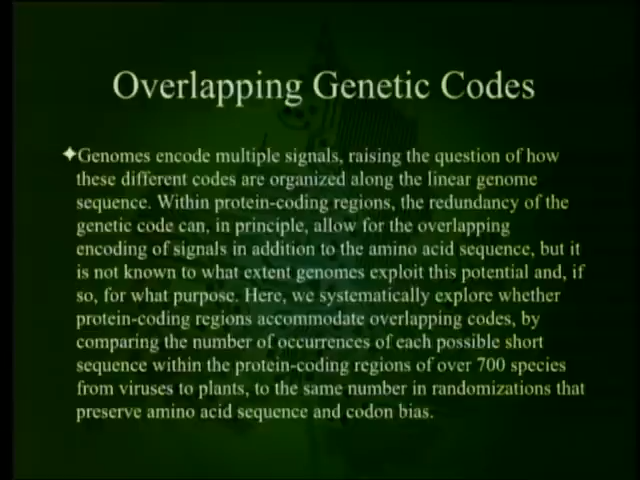 Overlapping Genetic Codes
✦Genomes encode multiple signals, raising the question of how
these different codes are organized along the linear genome
sequence. Within protein-coding regions, the redundancy of the
genetic code can, in principle, allow for the overlapping
encoding of signals in addition to the amino acid sequence, but it
is not known to what extent genomes exploit this potential and, if
so, for what purpose. Here, we systematically explore whether
protein-coding regions accommodate overlapping codes, by
comparing the number of occurrences of each possible short
sequence within the protein-coding regions of over 700 species
from viruses to plants, to the same number in randomizations that
preserve amino acid sequence and codon bias.